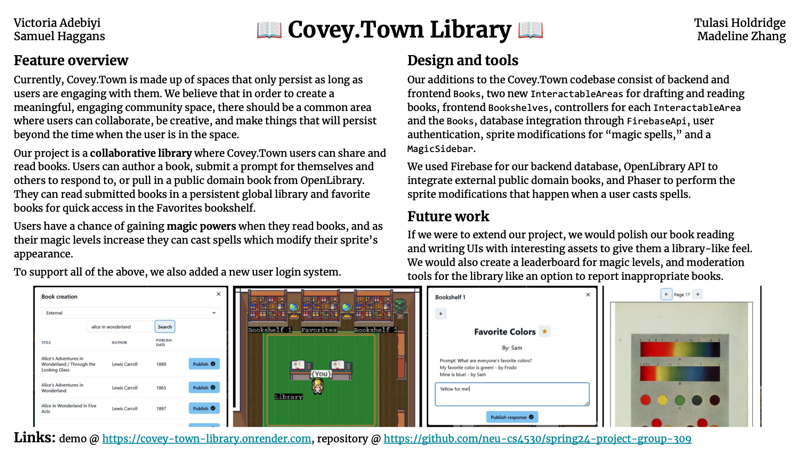 Victoria Adebiyi
Samuel Haggans
📖 Covey.Town Library 📖
Tulasi Holdridge
Madeline Zhang
Feature overview
Currently, Covey.Town is made up of spaces that only persist as long as
users are engaging with them. We believe that in order to create a
meaningful, engaging community space, there should be a common area
where users can collaborate, be creative, and make things that will persist
beyond the time when the user is in the space.
Our project is a collaborative library where Covey.Town users can share and
read books. Users can author a book, submit a prompt for themselves and
others to respond to, or pull in a public domain book from OpenLibrary.
They can read submitted books in a persistent global library and favorite
books for quick access in the Favorites bookshelf.
Users have a chance of gaining magic powers when they read books, and as
their magic levels increase they can cast spells which modify their sprite's
appearance.
To support all of the above, we also added a new user login system.
Design and tools
Our additions to the Covey.Town codebase consist of backend and
frontend Books, two new InteractableAreas for drafting and reading
books, frontend Bookshelves, controllers for each InteractableArea
and the Books, database integration through FirebaseApi, user
authentication, sprite modifications for “magic spells,” and a
MagicSidebar.
We used Firebase for our backend database, OpenLibrary API to
integrate external public domain books, and Phaser to perform the
sprite modifications that happen when a user casts spells.
Future work
If we were to extend our project, we would polish our book reading
and writing UIs with interesting assets to give them a library-like feel.
We would also create a leaderboard for magic levels, and moderation
tools for the library like an option to report inappropriate books.
Book creation
External
alice in wonderland
Search
TITLE AUTHOR PUBLISH DATE
Alice's Adventures in Wonderland / Through the Looking Glass Lewis Carroll 1889 Publish
Alice's Adventures in Wonderland Lewis Carroll 1865 Publish
Alice in Wonderland in Five Acts Lewis Carroll 1897 Publish
Bookshelf 1 Favorites Bookshelf 2
(You)
Library
Bookshelf 1
+
Favorite Colors
By: Sam
Prompt: What are everyone's favorite colors?
My favorite color is green! - by Frodo
Mine is blue! - by Sam
Yellow for me!
Publish response
Page 17
Links: demo @ https://covey-town-library.onrender.com, repository @ https://github.com/neu-cs4530/spring24-project-group-309